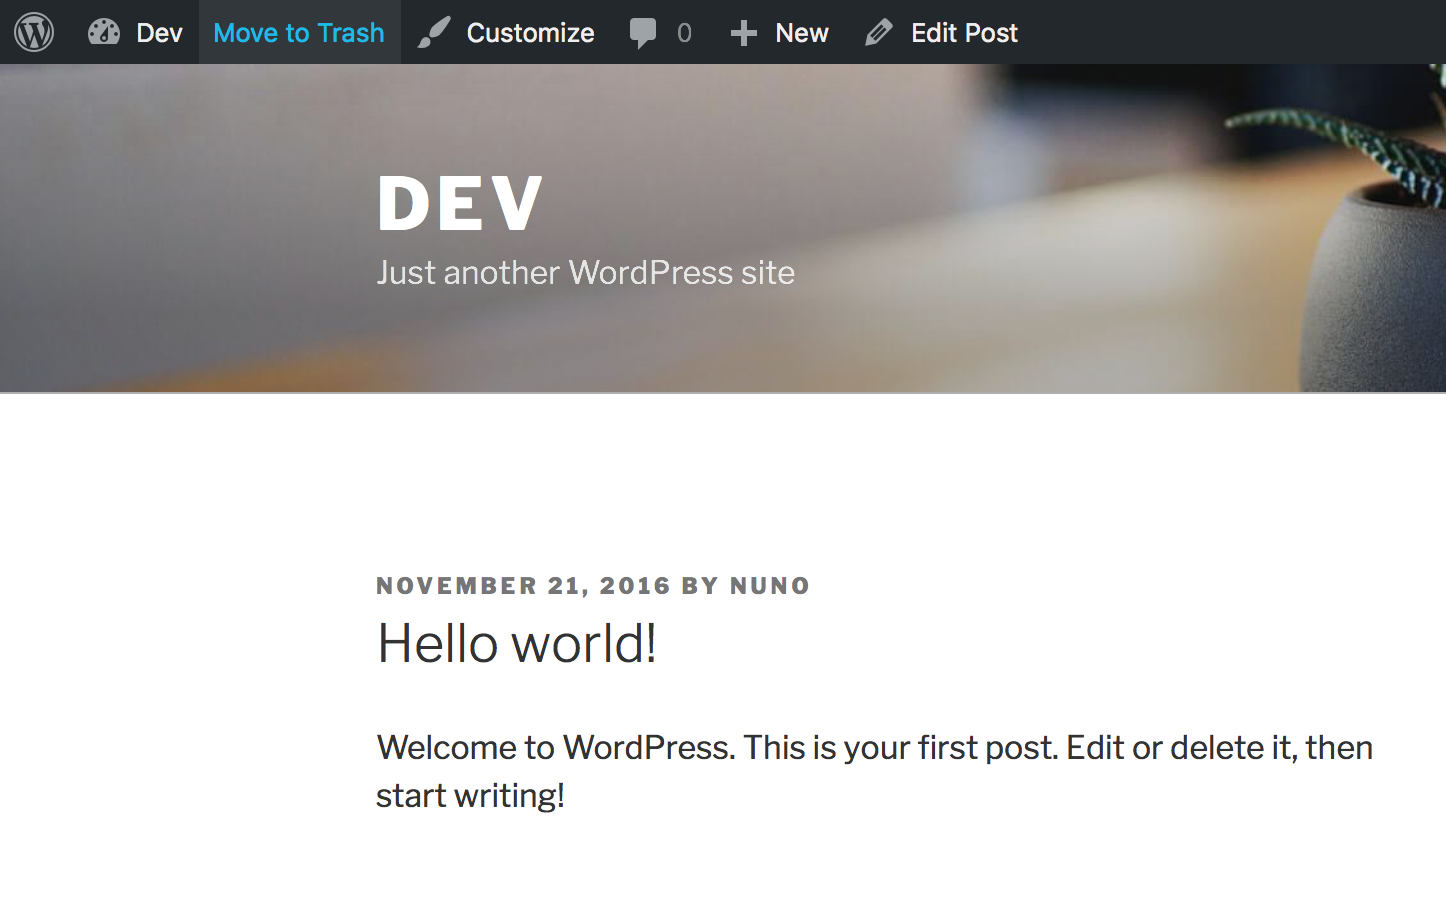 Dev Move to Trash Customize 0 New Edit Post
DEV
Just another WordPress site
NOVEMBER 21, 2016 BY NUNO
Hello world!
Welcome to WordPress. This is your first post. Edit or delete it, then
start writing!